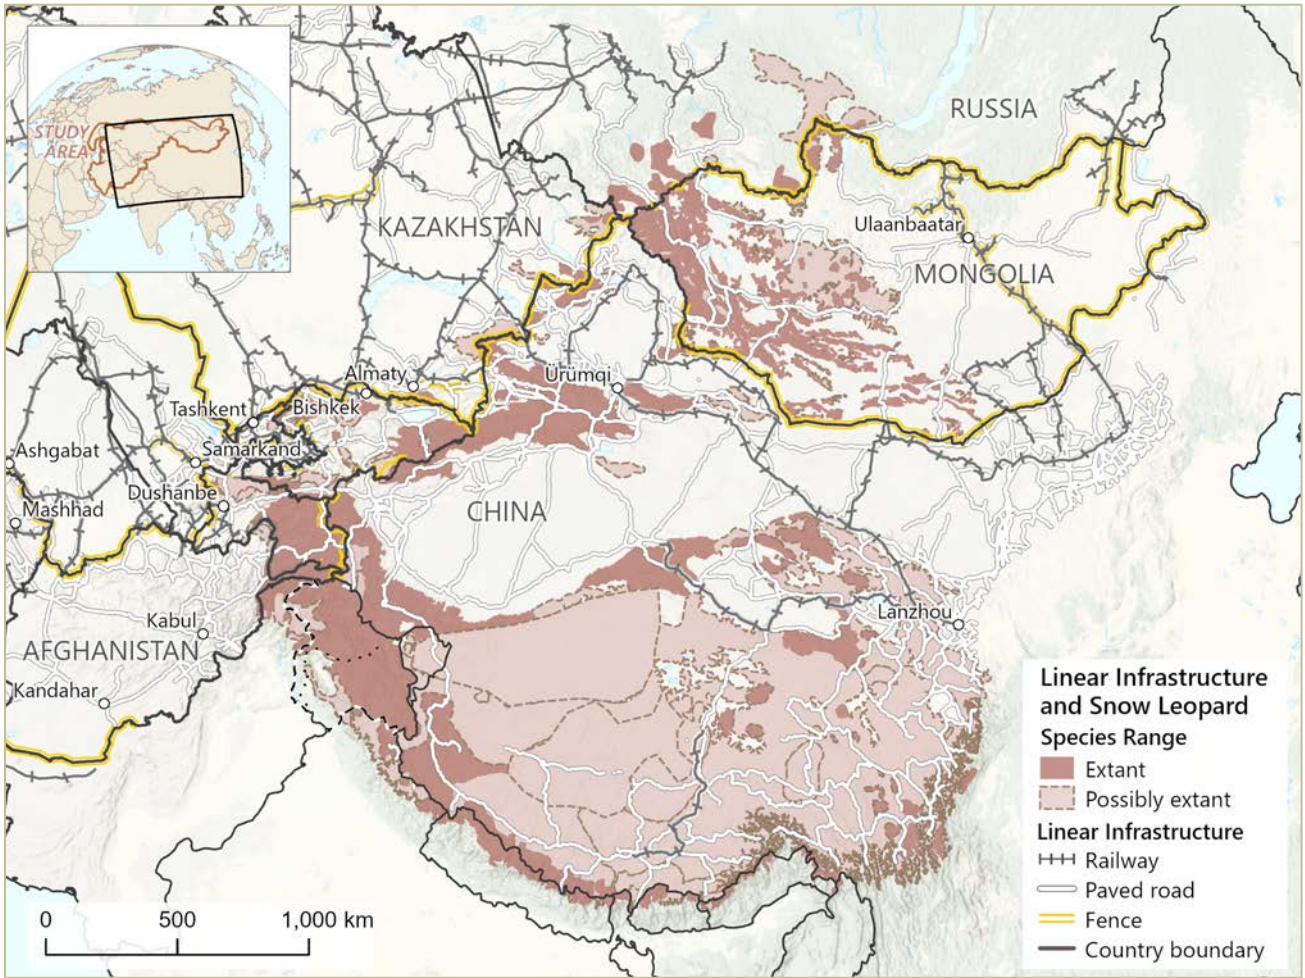 STUDY
AREA
RUSSIA
KAZAKHSTAN
Ulaanbaatar
MONGOLIA
Almaty
Ürümqi
Tashkent
Bishkek
Ashgabat
Samarkand
Dushanbe
Mashhad
CHINA
Kabul
Lanzhou
AFGHANISTAN
Kandahar
Linear Infrastructure
and Snow Leopard
Species Range
Extant
Possibly extant
Linear Infrastructure
Railway
Paved road
Fence
Country boundary
0 500 1,000 km